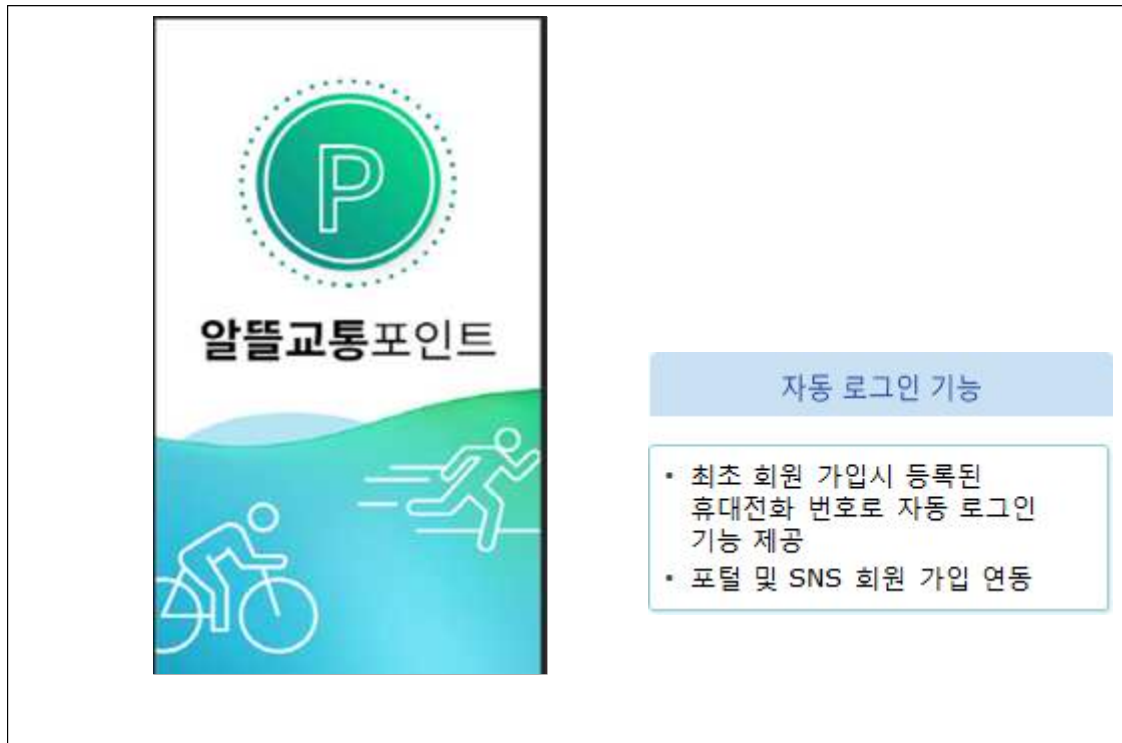 P
알뜰교통포인트
자동 로그인 기능
• 최초 회원 가입시 등록된
휴대전화 번호로 자동 로그인
기능 제공
• 포털 및 SNS 회원 가입 연동